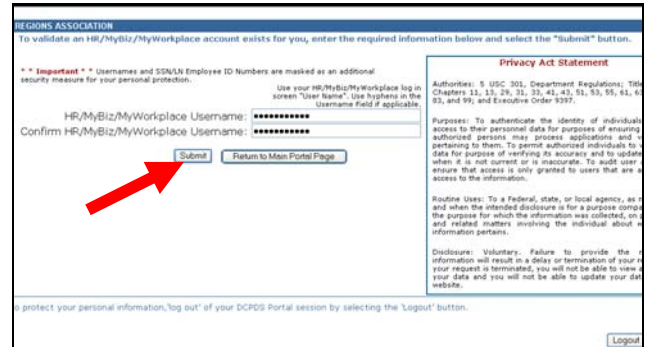 REGIONS ASSOCIATION
To validate an HR/MyBiz/MyWorkplace account exists for you, enter the required information below and select the "Submit" button.
* * Important * * Usernames and SSN/LN Employee ID Numbers are masked as an additional
security measure for your personal protection.
Use your HR/MyBiz/MyWorkplace log in
screen "User Name". Use hyphens in the
Username Field if applicable.
HR/MyBiz/MyWorkplace Username:
Confirm HR/MyBiz/MyWorkplace Username:
Submit
Return to Main Portal Page
Privacy Act Statement
Authorities: 5 USC 301, Department Regulations; Title
Chapters 11, 13, 29, 31, 33, 41, 43, 51, 53, 55, 61, 63
83, and 99; and Executive Order 9397.
Purposes: To authenticate the identity of individuals
access to their personnel data for purposes of ensuring
authorized persons may process applications and
pertaining to them. To permit authorized individuals to
data for purpose of verifying its accuracy and to update
when it is not current or is inaccurate. To audit user
ensure that access is only granted to users that are
access to the information.
Routine Uses: To a Federal, state, or local agency, as
and when the intended disclosure is for a purpose
the purpose for which the information was collected, on
and related matters involving the individual about
information pertains.
Disclosure: Voluntary. Failure to provide the
information will result in a delay or termination of your
your request is terminated, you will not be able to view
your data and you will not be able to update your
website.
o protect your personal information,'log out' of your DCPDS Portal session by selecting the 'Logout' button.
Logout